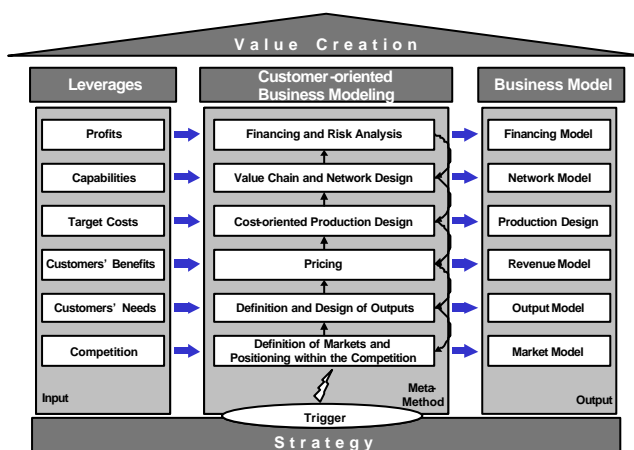 Value Creation
Leverages
Customer-oriented
Business Modeling
Business Model
Profits
Financing and Risk Analysis
Financing Model
Capabilities
Value Chain and Network Design
Network Model
Target Costs
Cost-oriented Production Design
Production Design
Customers' Benefits
Pricing
Revenue Model
Customers' Needs
Definition and Design of Outputs
Output Model
Competition
Definition of Markets and
Positioning within the Competition
Market Model
Input
Meta-
Method
Output
Trigger
Strategy